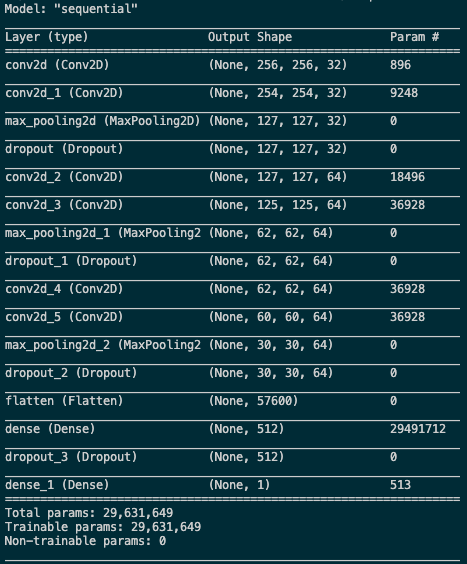 Model: "sequential"
Layer (type) Output Shape Param #
conv2d (Conv2D) (None, 256, 256, 32) 896
conv2d_1 (Conv2D) (None, 254, 254, 32) 9248
max_pooling2d (MaxPooling2D) (None, 127, 127, 32) 0
dropout (Dropout) (None, 127, 127, 32) 0
conv2d_2 (Conv2D) (None, 127, 127, 64) 18496
conv2d_3 (Conv2D) (None, 125, 125, 64) 36928
max_pooling2d_1 (MaxPooling2 (None, 62, 62, 64) 0
dropout_1 (Dropout) (None, 62, 62, 64) 0
conv2d_4 (Conv2D) (None, 62, 62, 64) 36928
conv2d_5 (Conv2D) (None, 60, 60, 64) 36928
max_pooling2d_2 (MaxPooling2 (None, 30, 30, 64) 0
dropout_2 (Dropout) (None, 30, 30, 64) 0
flatten (Flatten) (None, 57600) 0
dense (Dense) (None, 512) 29491712
dropout_3 (Dropout) (None, 512) 0
dense_1 (Dense) (None, 1) 513
Total params: 29,631,649
Trainable params: 29,631,649
Non-trainable params: 0